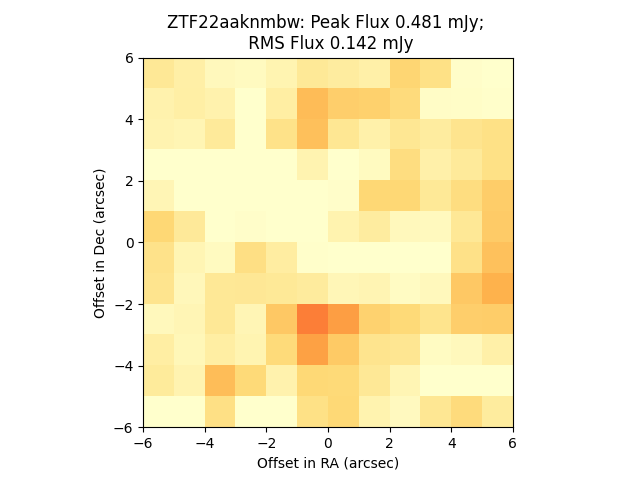 ZTF22aaknmbw: Peak Flux 0.481 mJy;
RMS Flux 0.142 mJy
6
4
2
0
−2
−4
−6
Offset in Dec (arcsec)
−6 −4 −2 0 2 4 6
Offset in RA (arcsec)